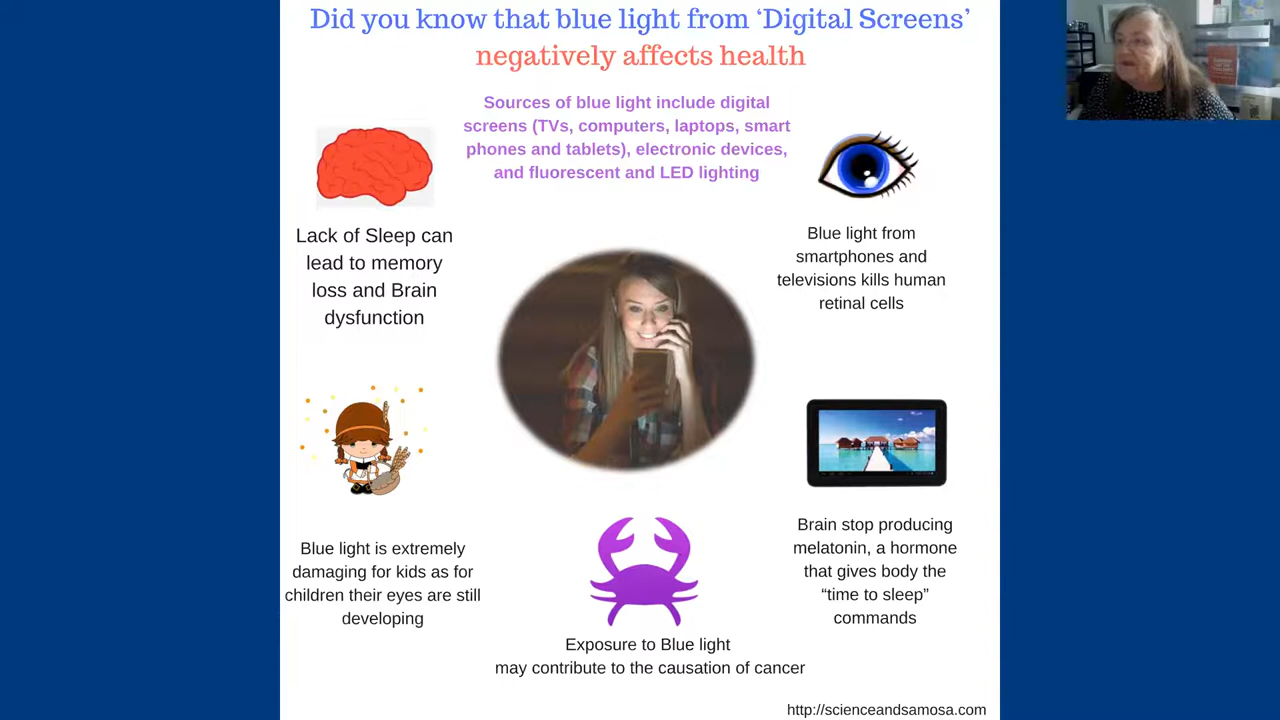 Did you know that blue light from ‘Digital Screens’
negatively affects health
Sources of blue light include digital
screens (TVs, computers, laptops, smart
phones and tablets), electronic devices,
and fluorescent and LED lighting
Lack of Sleep can
lead to memory
loss and Brain
dysfunction
Blue light from
smartphones and
televisions kills human
retinal cells
Blue light is extremely
damaging for kids as for
children their eyes are still
developing
Brain stop producing
melatonin, a hormone
that gives body the
“time to sleep”
commands
Exposure to Blue light
may contribute to the causation of cancer
http://scienceandsamosa.com